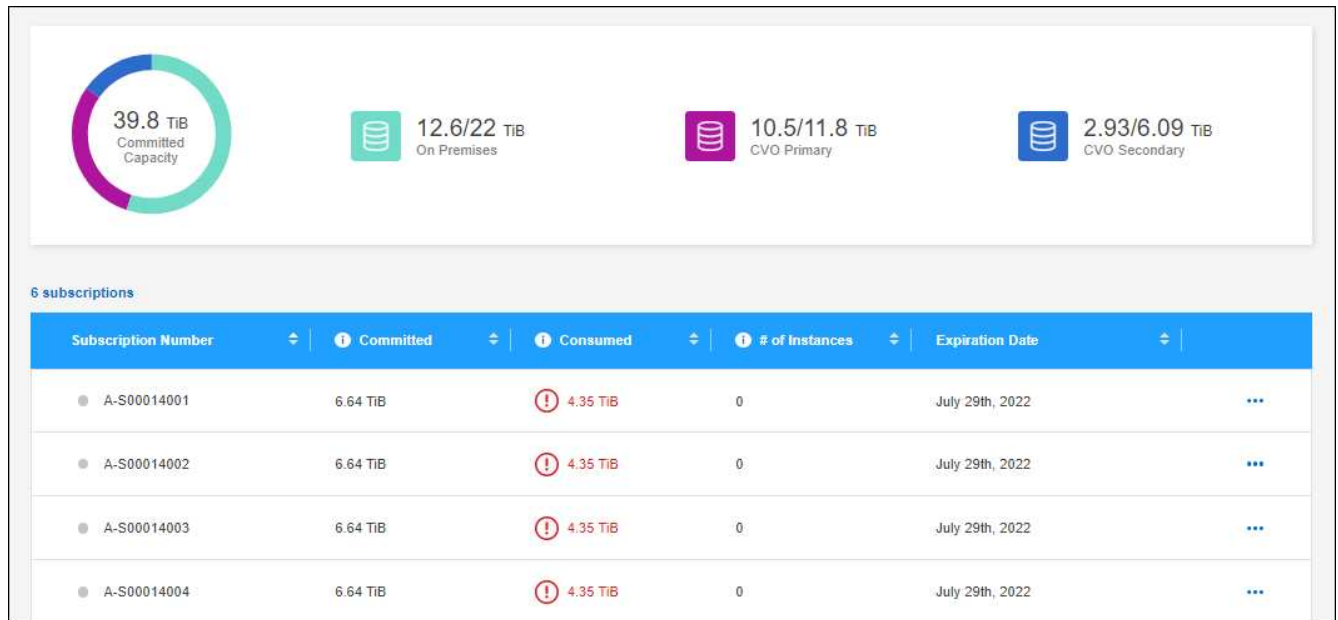 39.8 TiB
Committed
Capacity
12.6/22 TiB
On Premises
10.5/11.8 TiB
CVO Primary
2.93/6.09 TiB
CVO Secondary
6 subscriptions
Subscription Number Committed Consumed # of Instances Expiration Date
A-S00014001 6.64 TiB 4.35 TiB 0 July 29th, 2022
A-S00014002 6.64 TiB 4.35 TiB 0 July 29th, 2022
A-S00014003 6.64 TiB 4.35 TiB 0 July 29th, 2022
A-S00014004 6.64 TiB 4.35 TiB 0 July 29th, 2022